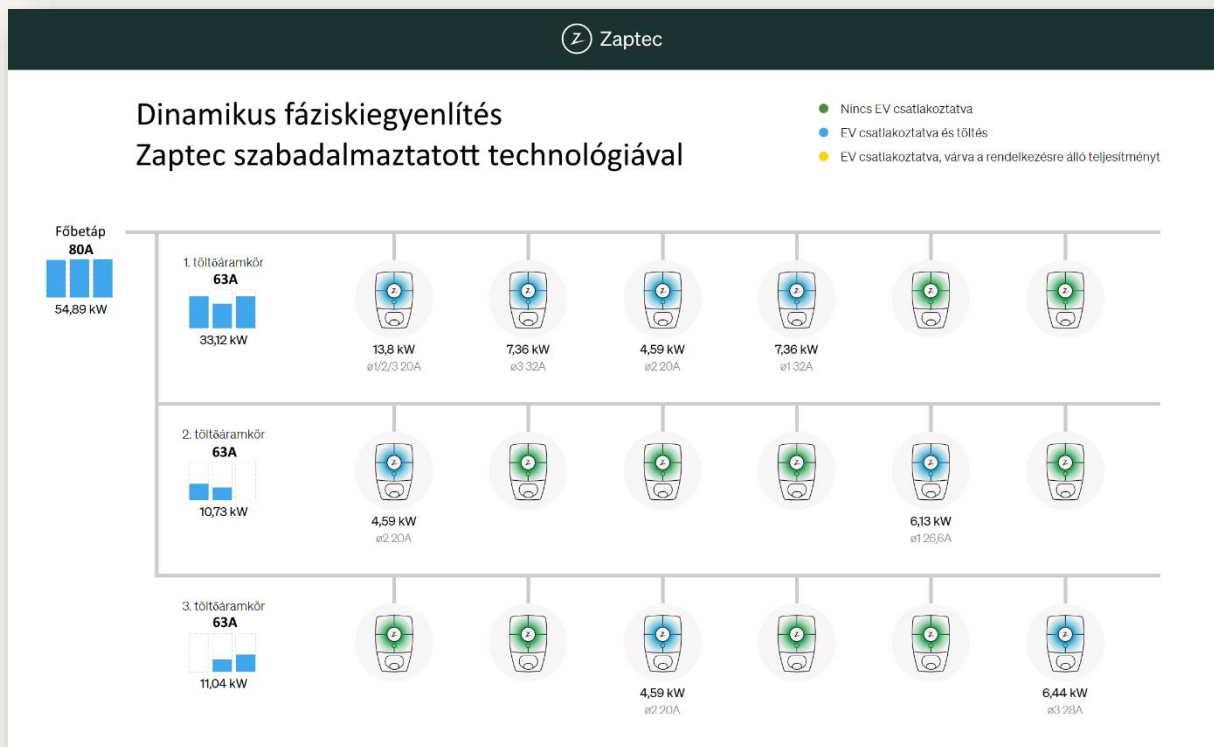 Zaptec
Dinamikus fáziskiegyenlítés
Zaptec szabadalmaztatott technológiával
Nincs EV csatlakoztatva
EV csatlakoztatva és töltés
EV csatlakoztatva, várva a rendelkezésre álló teljesítményt
Főbetáp
80A
54,89 kW
1. töltőáramkör
63A
33,12 kW
13,8 kW
ø1/2/3 20A
7,36 kW
ø3 32A
4,59 kW
ø2 20A
7,36 kW
ø1 32A
2. töltőáramkör
63A
10,73 kW
4,59 kW
ø2 20A
6,13 kW
ø1 26,6A
3. töltőáramkör
63A
11,04 kW
4,59 kW
ø2 20A
6,44 kW
ø3 28A